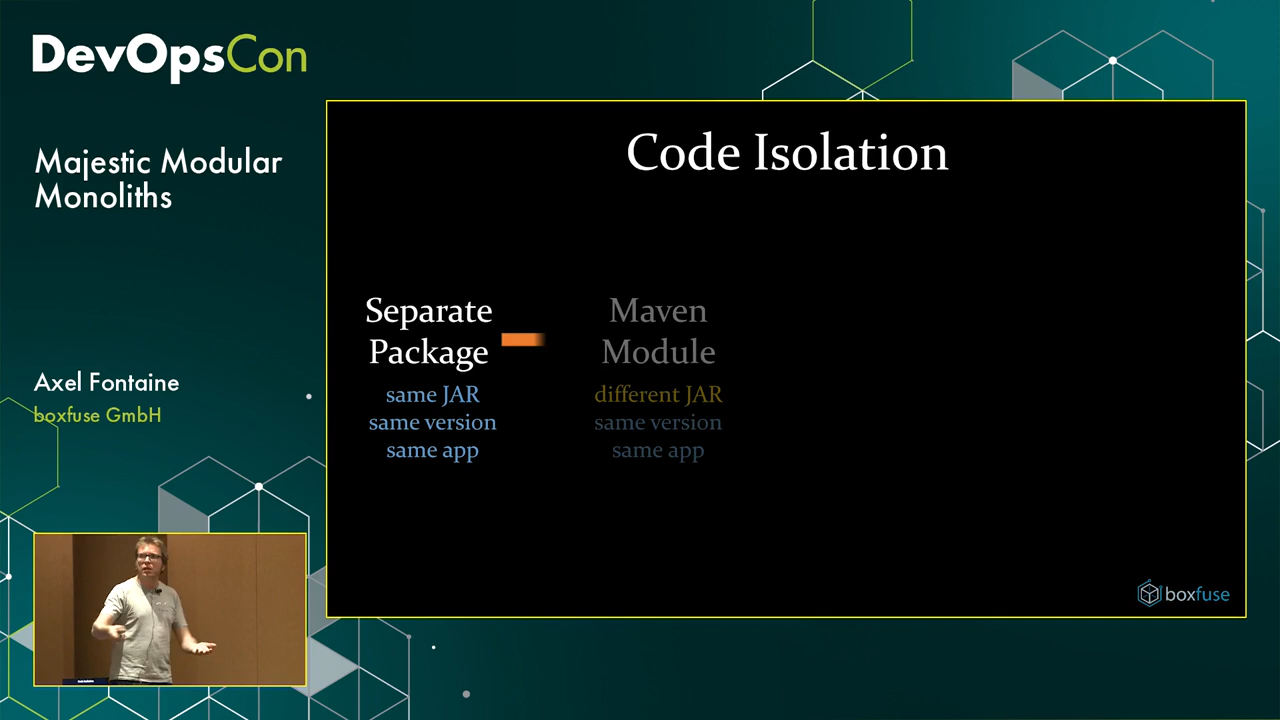 DevOpsCon
Majestic Modular
Monoliths
Axel Fontaine
boxfuse GmbH
Code Isolation
Separate
Package
same JAR
same version
same app
Maven
Module
different JAR
same version
same app
boxfuse